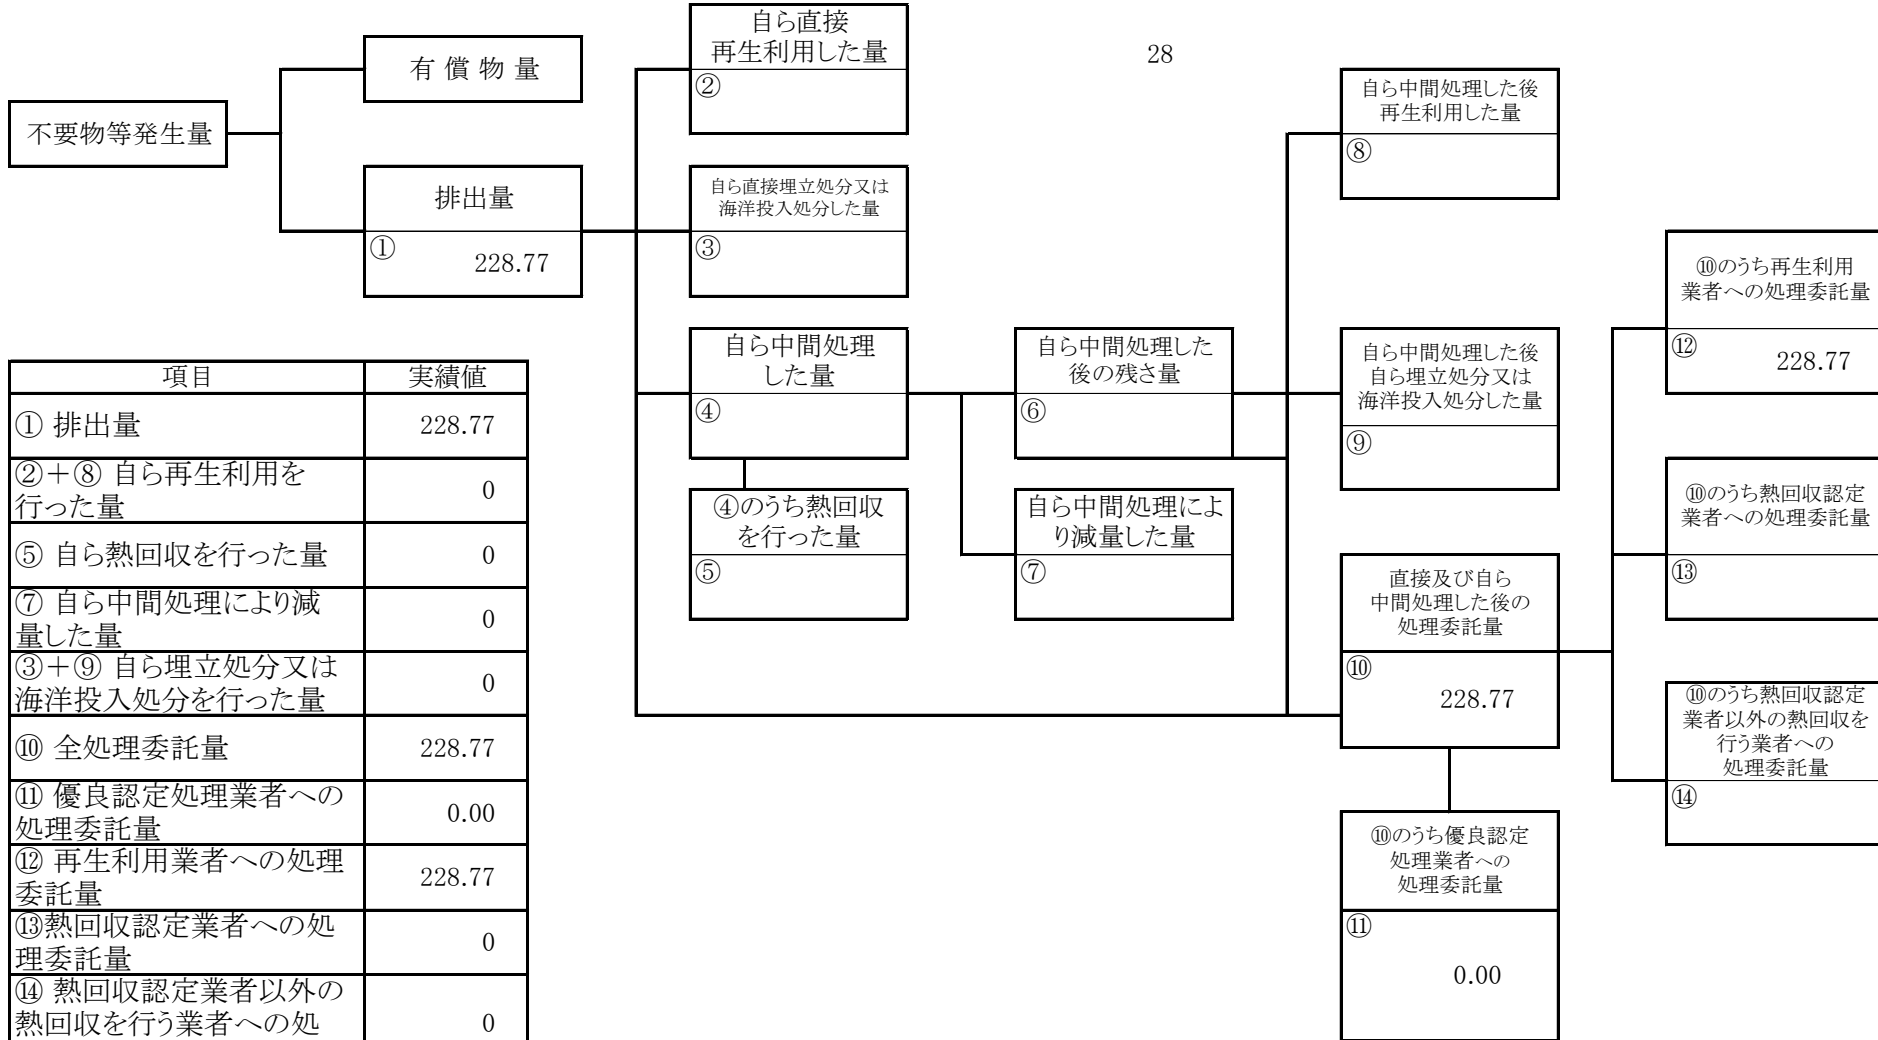 不要物等発生量
有 償 物 量
排出量
①
228.77
自ら直接
再生利用した量
②
自ら直接埋立処分又は
海洋投入処分した量
③
自ら中間処理
した量
④
④のうち熱回収
を行った量
⑤
28
自ら中間処理した
後の残さ量
⑥
自ら中間処理によ
り減量した量
⑦
自ら中間処理した後
再生利用した量
⑧
自ら中間処理した後
自ら埋立処分又は
海洋投入処分した量
⑨
直接及び自ら
中間処理した後の
処理委託量
⑩
228.77
⑩のうち優良認定
処理業者への
処理委託量
⑪
0.00
⑩のうち再生利用
業者への処理委託量
⑫
228.77
⑩のうち熱回収認定
業者への処理委託量
⑬
⑩のうち熱回収認定
業者以外の熱回収を
行う業者への
処理委託量
⑭
項目 実績値
① 排出量 228.77
②＋⑧ 自ら再生利用を
行った量 0
⑤ 自ら熱回収を行った量 0
⑦ 自ら中間処理により減
量した量 0
③＋⑨ 自ら埋立処分又は
海洋投入処分を行った量 0
⑩ 全処理委託量 228.77
⑪ 優良認定処理業者への
処理委託量 0.00
⑫ 再生利用業者への処理
委託量 228.77
⑬熱回収認定業者への処
理委託量 0
⑭ 熱回収認定業者以外の
熱回収を行う業者への処 0